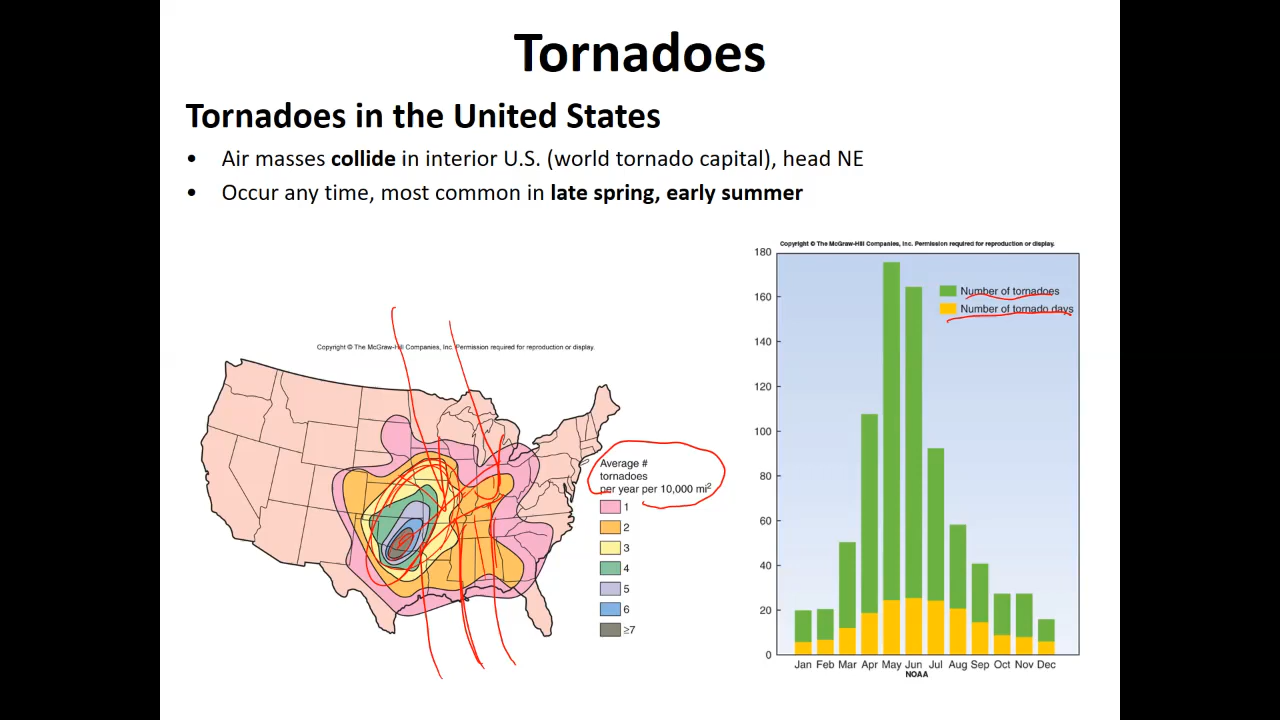 Tornadoes
Tornadoes in the United States
• Air masses collide in interior U.S. (world tornado capital), head NE
• Occur any time, most common in late spring, early summer
Copyright © The McGraw-Hill Companies, Inc. Permission required for reproduction or display.
Average #
tornadoes
per year per 10,000 mi²
1
2
3
4
5
6
≥7
Copyright © The McGraw-Hill Companies, Inc. Permission required for reproduction or display.
180
160
140
120
100
80
60
40
20
0
Number of tornadoes
Number of tornado days
Jan Feb Mar Apr May Jun Jul Aug Sep Oct Nov Dec
NOAA